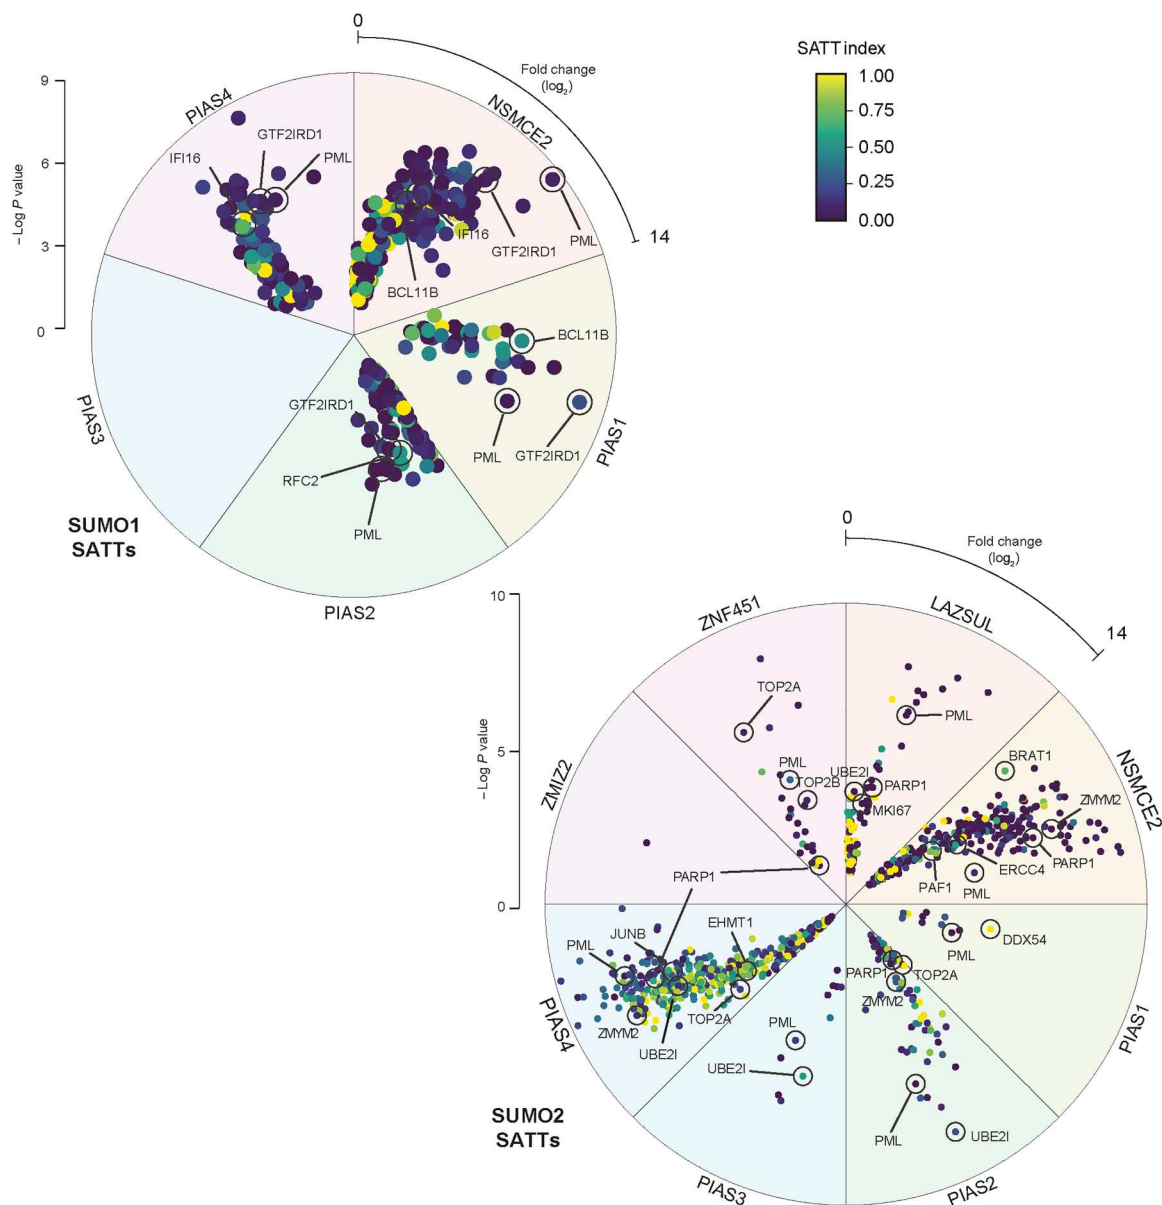 0
Fold change
(log2)
14
SATT index
1.00
0.75
0.50
0.25
0.00
9
6
3
0
– Log P value
PIAS4
NSMCE2
GTF2IRD1
IFI16
PML
IFI16
GTF2IRD1
PML
BCL11B
BCL11B
PML
GTF2IRD1
PIAS1
GTF2IRD1
RFC2
PML
PIAS3
PIAS2
SUMO1
SATTs
0
Fold change
(log2)
14
10
5
0
– Log P value
ZNF451
LAZSUL
TOP2A
PML
TOP2B
UBE2I
PML
PARP1
MKI67
BRAT1
ZMYM2
NSMCE2
PARP1
ERCC4
PAF1
PML
ZMIZ2
PARP1
EHMT1
JUNB
PML
ZMYM2
UBE2I
TOP2A
PIAS4
DDX54
PML
PIAS1
PARP1
TOP2A
ZMYM2
PML
UBE2I
PML
UBE2I
PIAS3
PIAS2
SUMO2
SATTs